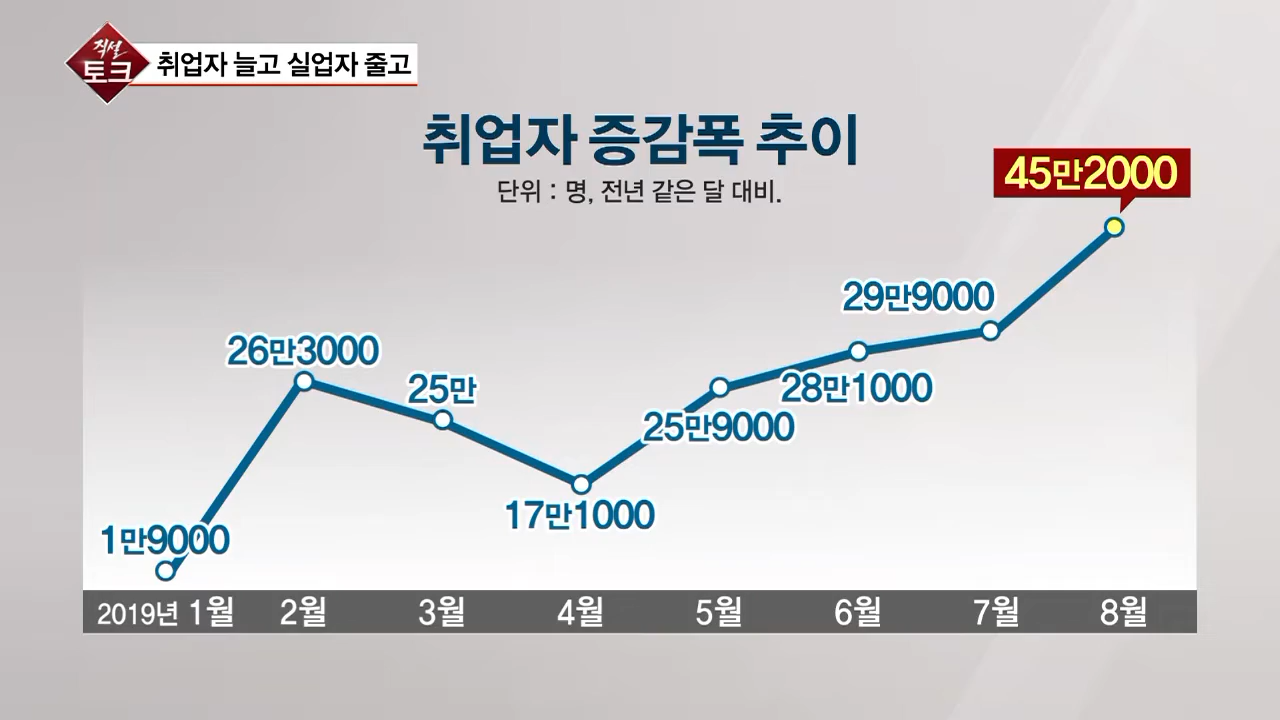 직설
토크
취업자 늘고 실업자 줄고
취업자 증감폭 추이
단위 : 명, 전년 같은 달 대비.
45만2000
29만9000
26만3000
25만
28만1000
25만9000
17만1000
1만9000
2019년 1월 2월 3월 4월 5월 6월 7월 8월